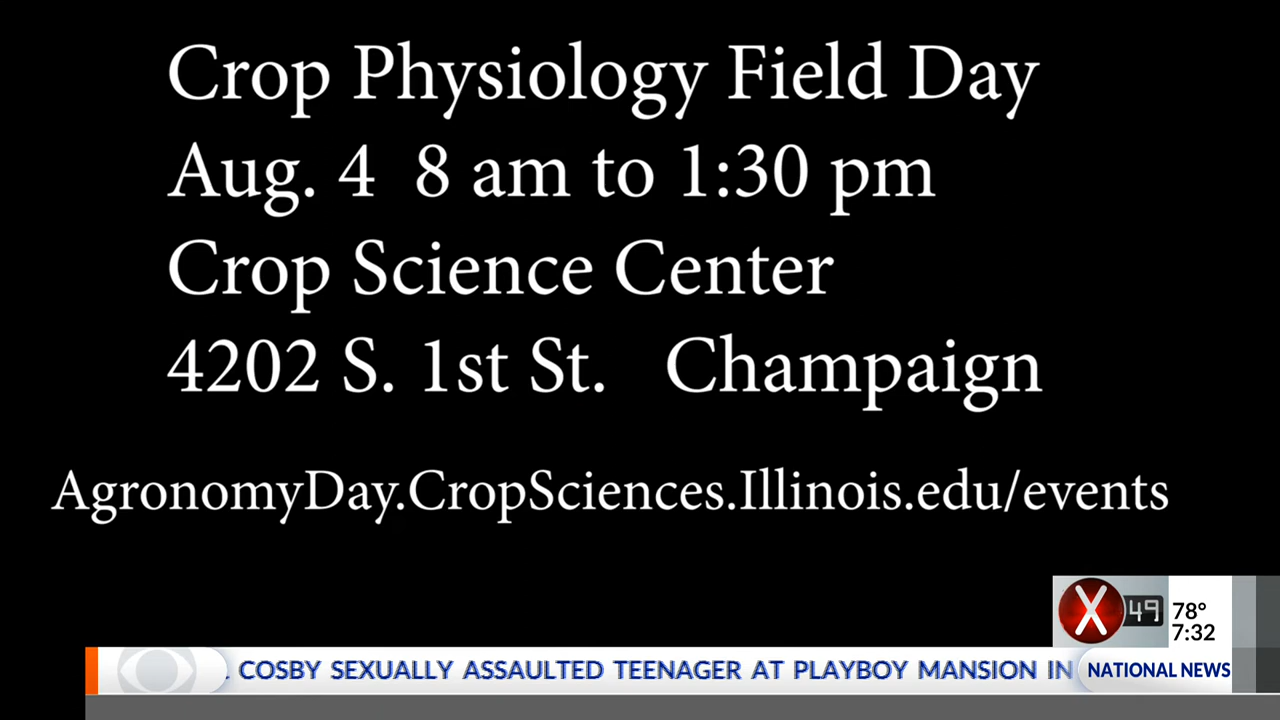 Crop Physiology Field Day
Aug. 4 8 am to 1:30 pm
Crop Science Center
4202 S. 1st St. Champaign
AgronomyDay.CropSciences.Illinois.edu/events
X 49 78°
7:32
COSBY SEXUALLY ASSAULTED TEENAGER AT PLAYBOY MANSION IN NATIONAL NEWS